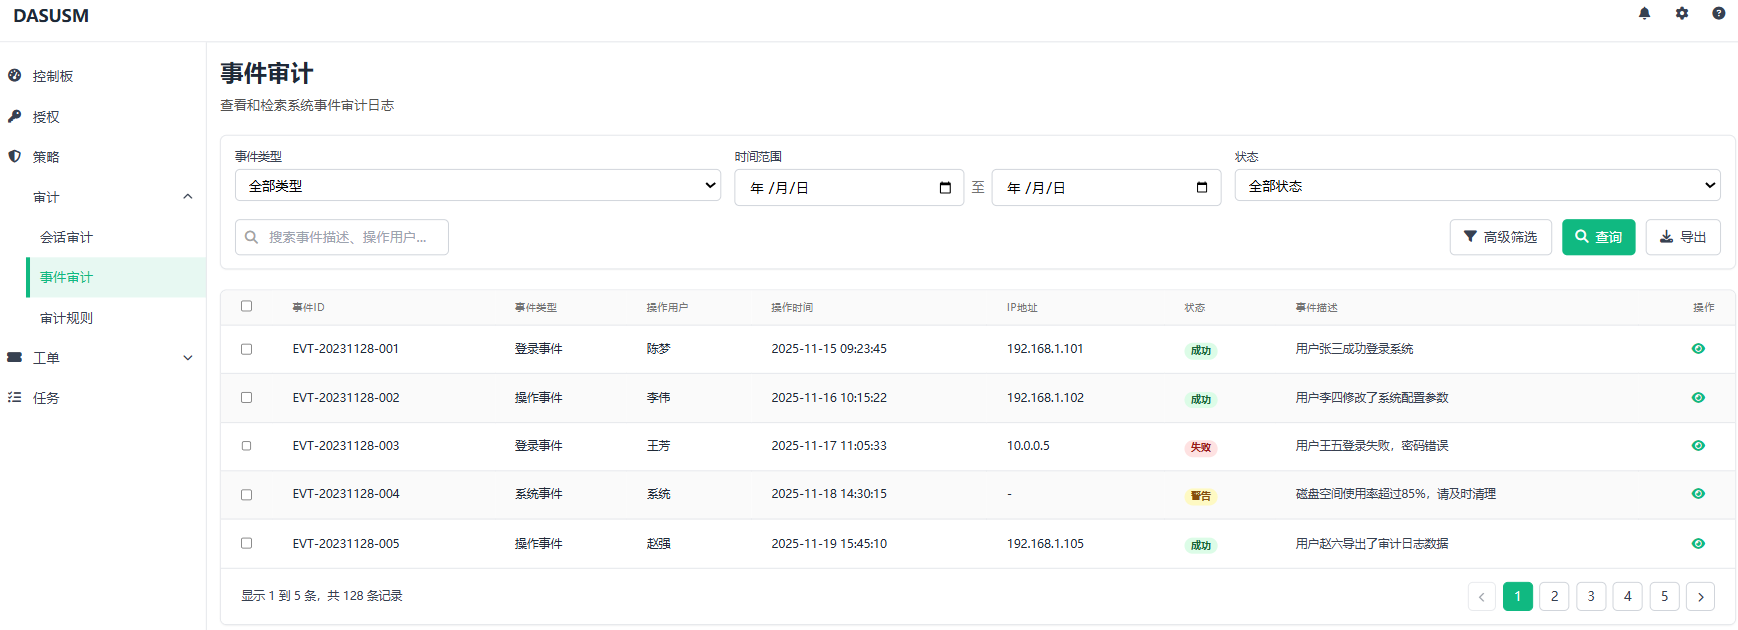 DASUSM
控制板
授权
策略
审计
会话审计
事件审计
审计规则
工单
任务
事件审计
查看和检索系统事件审计日志
事件类型 时间范围 状态
全部类型 年 /月/日 至 年 /月/日 全部状态
搜索事件描述、操作用户... 高级筛选 查询 导出
事件ID 事件类型 操作用户 操作时间 IP地址 状态 事件描述 操作
EVT-20231128-001 登录事件 陈梦 2025-11-15 09:23:45 192.168.1.101 成功 用户张三成功登录系统
EVT-20231128-002 操作事件 李伟 2025-11-16 10:15:22 192.168.1.102 成功 用户李四修改了系统配置参数
EVT-20231128-003 登录事件 王芳 2025-11-17 11:05:33 10.0.0.5 失败 用户王五登录失败，密码错误
EVT-20231128-004 系统事件 系统 2025-11-18 14:30:15 - 警告 磁盘空间使用率超过85%，请及时清理
EVT-20231128-005 操作事件 赵强 2025-11-19 15:45:10 192.168.1.105 成功 用户赵六导出了审计日志数据
显示 1 到 5 条，共 128 条记录 1 2 3 4 5